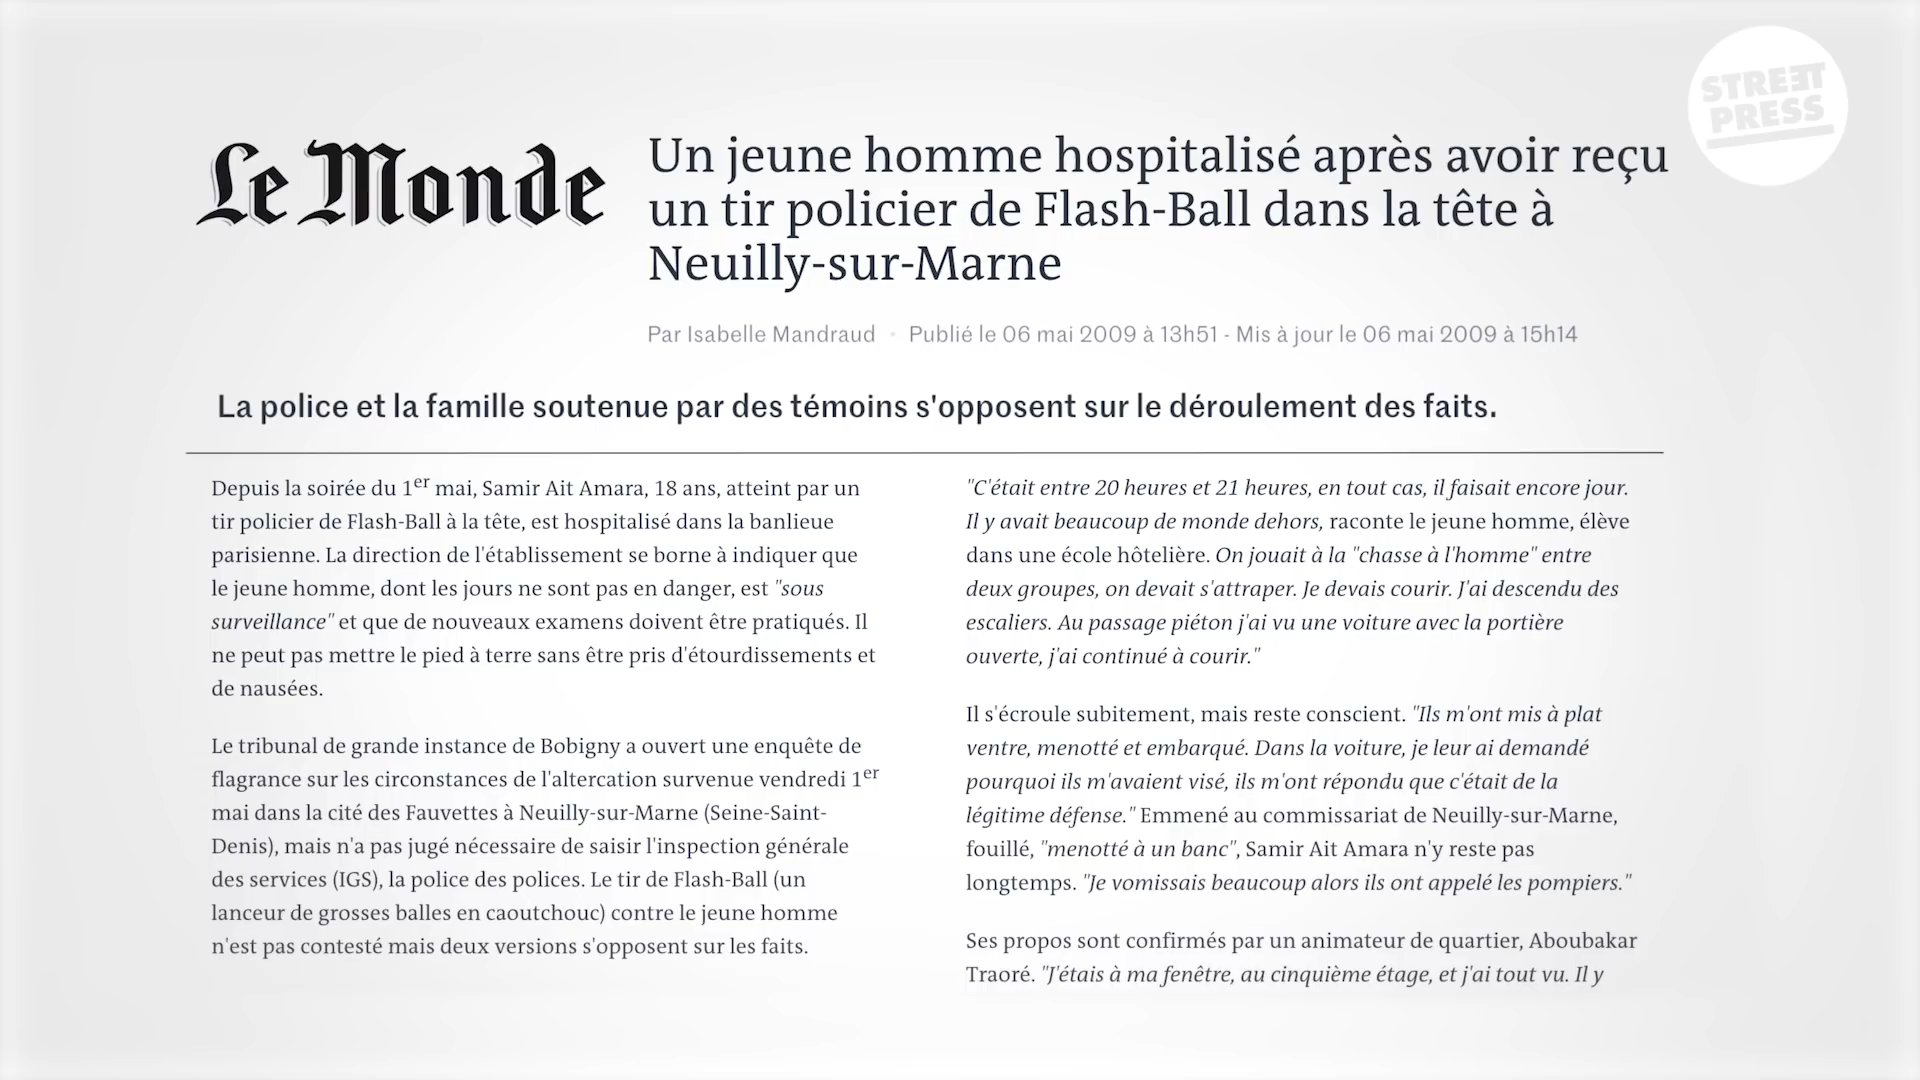 STREET
PRESS
Le Monde
Un jeune homme hospitalisé après avoir reçu
un tir policier de Flash-Ball dans la tête à
Neuilly-sur-Marne
Par Isabelle Mandraud • Publié le 06 mai 2009 à 13h51 - Mis à jour le 06 mai 2009 à 15h14
La police et la famille soutenue par des témoins s'opposent sur le déroulement des faits.
Depuis la soirée du 1er mai, Samir Ait Amara, 18 ans, atteint par un
tir policier de Flash-Ball à la tête, est hospitalisé dans la banlieue
parisienne. La direction de l'établissement se borne à indiquer que
le jeune homme, dont les jours ne sont pas en danger, est "sous
surveillance" et que de nouveaux examens doivent être pratiqués. Il
ne peut pas mettre le pied à terre sans être pris d'étourdissements et
de nausées.
Le tribunal de grande instance de Bobigny a ouvert une enquête de
flagrance sur les circonstances de l'altercation survenue vendredi 1er
mai dans la cité des Fauvettes à Neuilly-sur-Marne (Seine-Saint-
Denis), mais n'a pas jugé nécessaire de saisir l'inspection générale
des services (IGS), la police des polices. Le tir de Flash-Ball (un
lanceur de grosses balles en caoutchouc) contre le jeune homme
n'est pas contesté mais deux versions s'opposent sur les faits.
"C'était entre 20 heures et 21 heures, en tout cas, il faisait encore jour.
Il y avait beaucoup de monde dehors, raconte le jeune homme, élève
dans une école hôtelière. On jouait à la "chasse à l'homme" entre
deux groupes, on devait s'attraper. Je devais courir. J'ai descendu des
escaliers. Au passage piéton j'ai vu une voiture avec la portière
ouverte, j'ai continué à courir."
Il s'écroule subitement, mais reste conscient. "Ils m'ont mis à plat
ventre, menotté et embarqué. Dans la voiture, je leur ai demandé
pourquoi ils m'avaient visé, ils m'ont répondu que c'était de la
légitime défense." Emmené au commissariat de Neuilly-sur-Marne,
fouillé, "menotté à un banc", Samir Ait Amara n'y reste pas
longtemps. "Je vomissais beaucoup alors ils ont appelé les pompiers."
Ses propos sont confirmés par un animateur de quartier, Aboubakar
Traoré. "J'étais à ma fenêtre, au cinquième étage, et j'ai tout vu. Il y